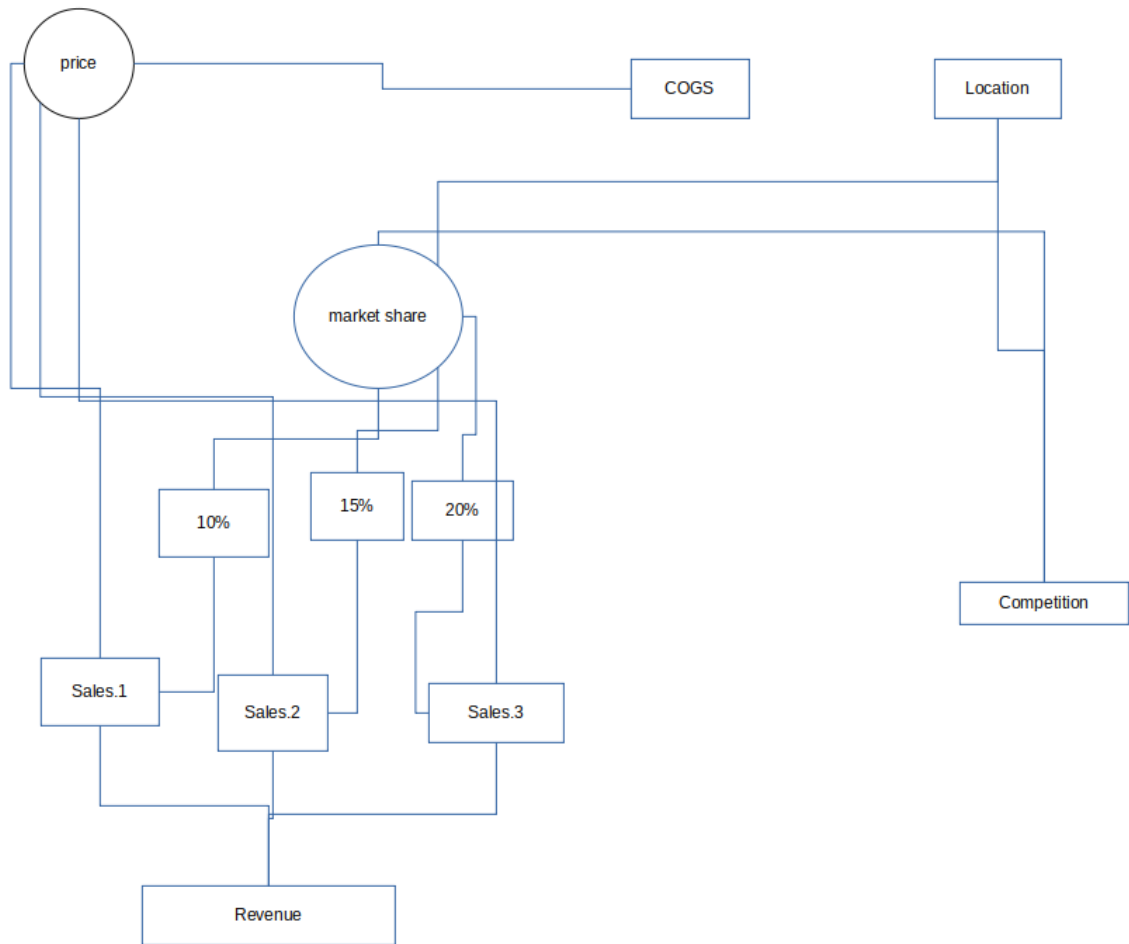 price
COGS
Location
market share
10%
15%
20%
Competition
Sales.1
Sales.2
Sales.3
Revenue